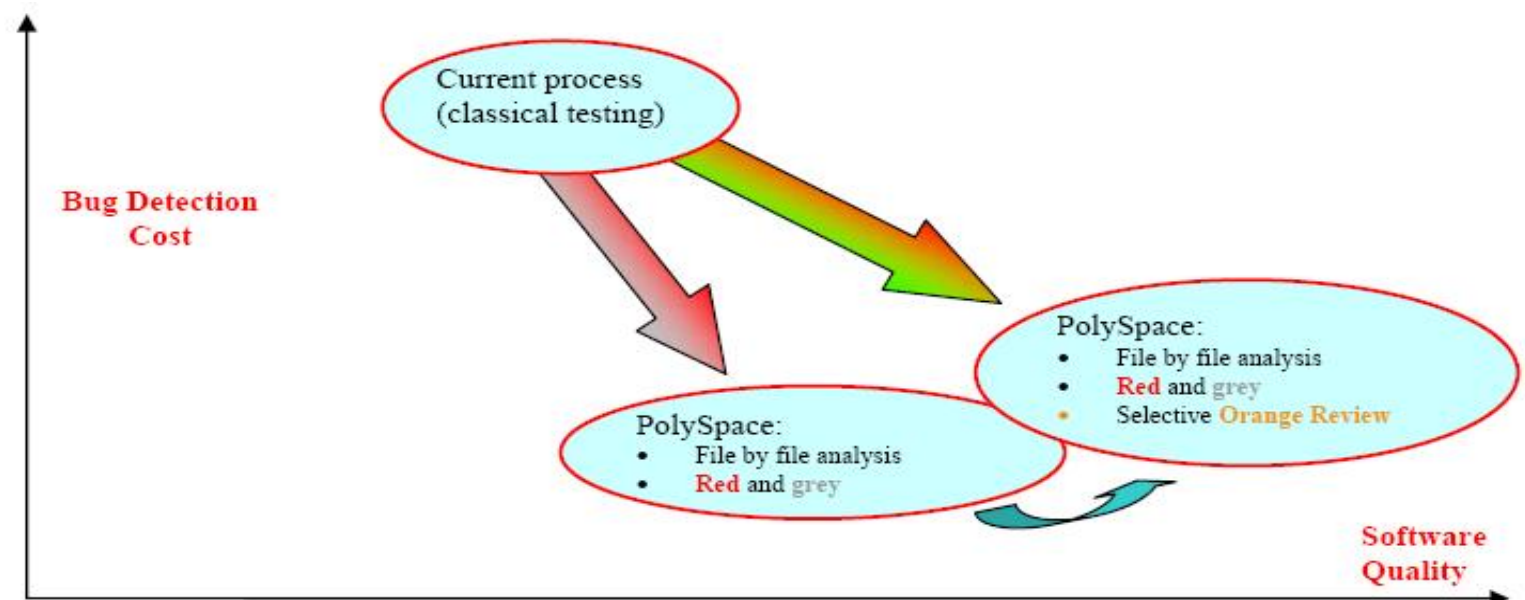 Current process
(classical testing)
Bug Detection
Cost
PolySpace:
• File by file analysis
• Red and grey
• Selective Orange Review
PolySpace:
• File by file analysis
• Red and grey
Software
Quality